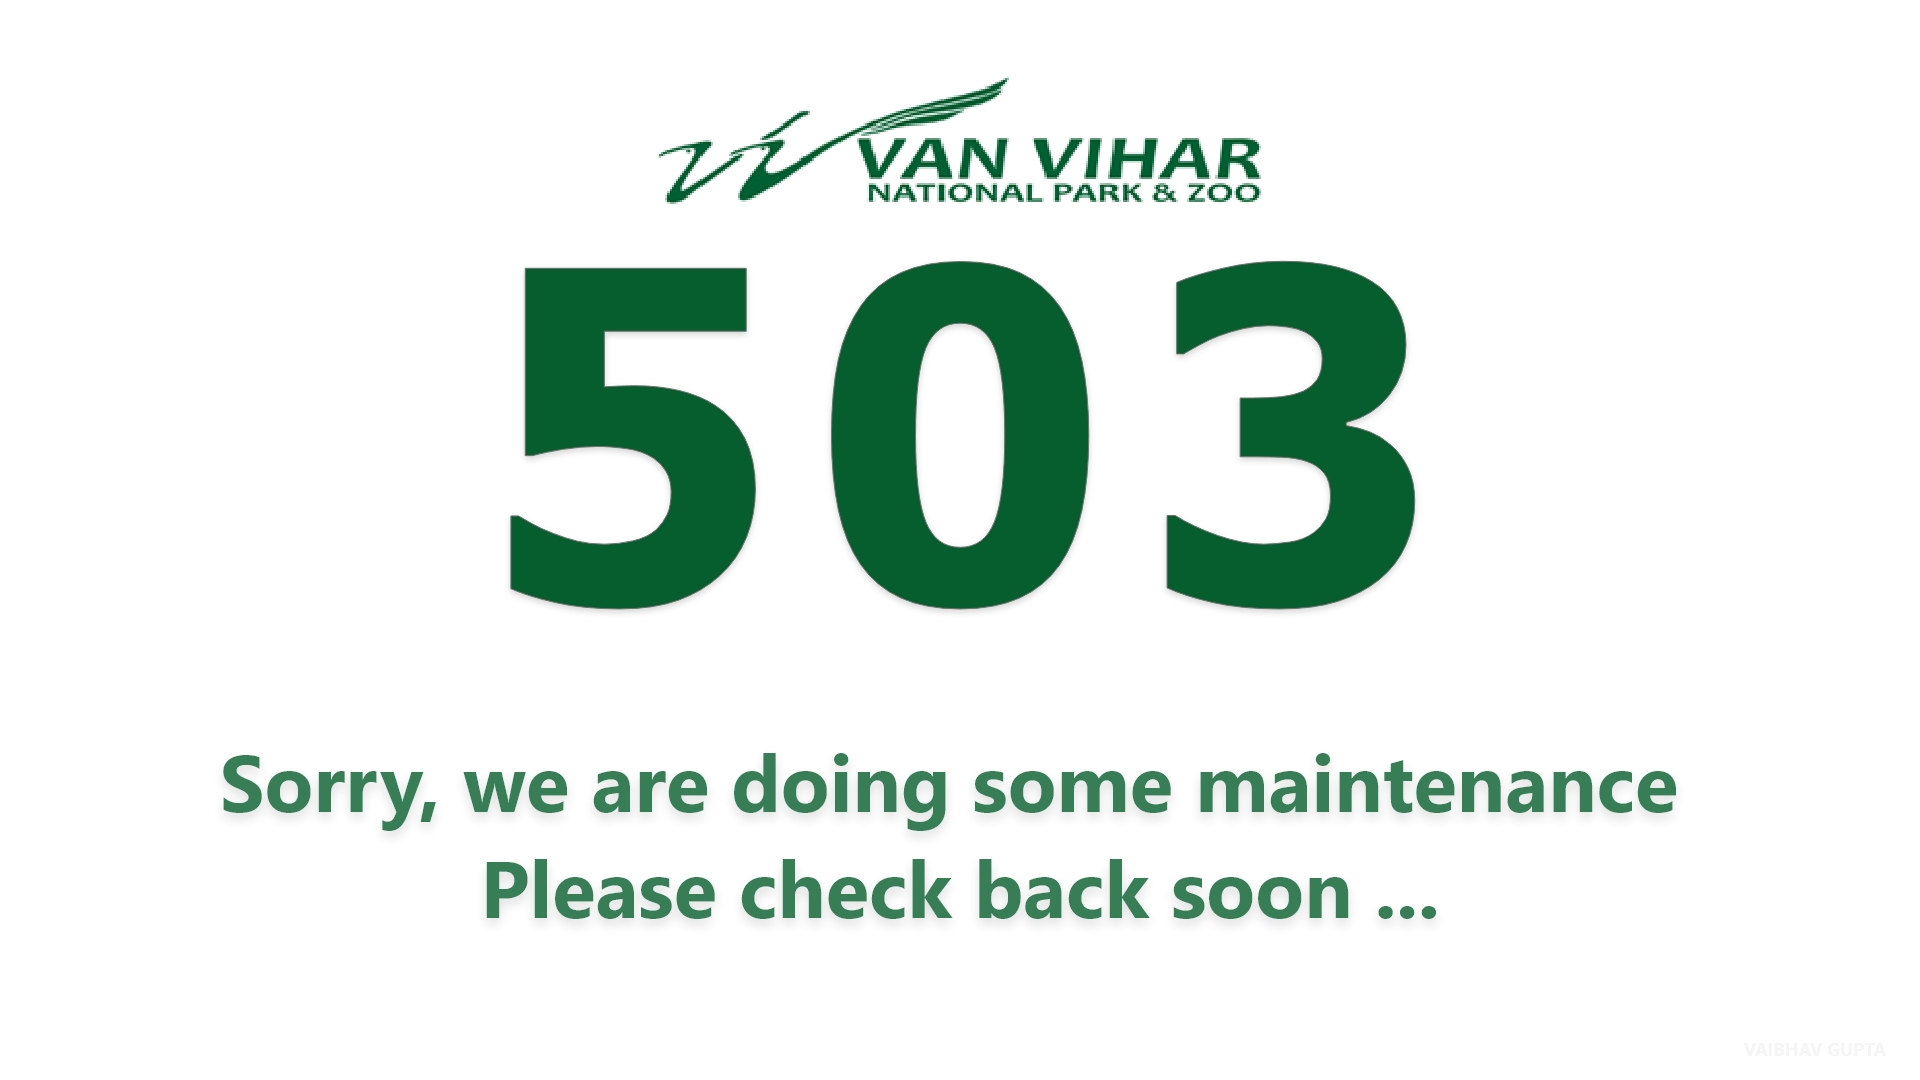 VAN VIHAR
NATIONAL PARK & ZOO
503
Sorry, we are doing some maintenance
Please check back soon ...
VAIBHAV GUPTA